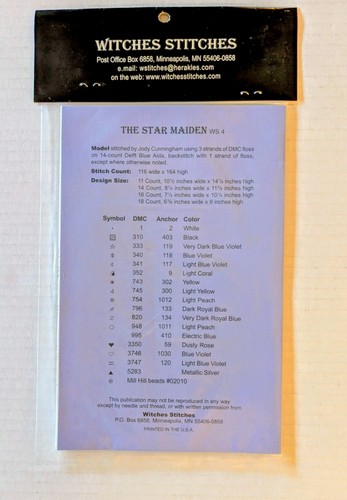 WITCHES STITCHES
Post Office Box 6858, Minneapolis, MN 55406-0858
e.mail: wstitches@herakles.com
on the web: www.witchesstitches.com
THE STAR MAIDEN WS 4
Model stitched by Jody Cunningham using 3 strands of DMC floss
on 14-count Delft Blue Aida, backstitch with 1 strand of floss,
except where otherwise noted.
Stitch Count: 116 wide x 164 high
Design Size: 11 Count, 10½ inches wide x 14⅞ inches high
14 Count, 8¼ inches wide x 11¾ inches high
16 Count, 7¼ inches wide x 10¼ inches high
18 Count, 6⅜ inches wide x 9 inches high
Symbol DMC Anchor Color
1 2 White
310 403 Black
333 119 Very Dark Blue Violet
340 118 Blue Violet
341 117 Light Blue Violet
352 9 Light Coral
743 302 Yellow
745 300 Light Yellow
754 1012 Light Peach
796 133 Dark Royal Blue
820 134 Very Dark Royal Blue
948 1011 Light Peach
995 410 Electric Blue
♥ 3350 59 Dusty Rose
3746 1030 Blue Violet
= 3747 120 Light Blue Violet
▲ 5283 Metallic Silver
Mill Hill beads #02010
This publication may not be reproduced in any way
except by needle and thread, or with written permission from
Witches Stitches
P.O. Box 6858, Minneapolis, MN 55406-0858
PRINTED IN THE U.S.A.